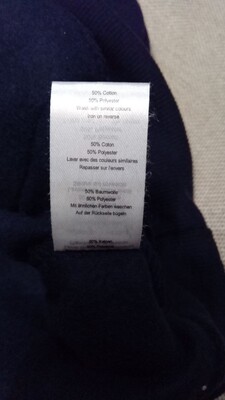 50% Cotton
50% Polyester
Wash with similar colours
Iron on reverse
50% Coton
50% Polyester
Laver avec des couleurs similaires
Repasser sur l'envers
50% Baumwolle
50% Polyester
Mit ähnlichen Farben waschen
Auf der Rückseite bügeln